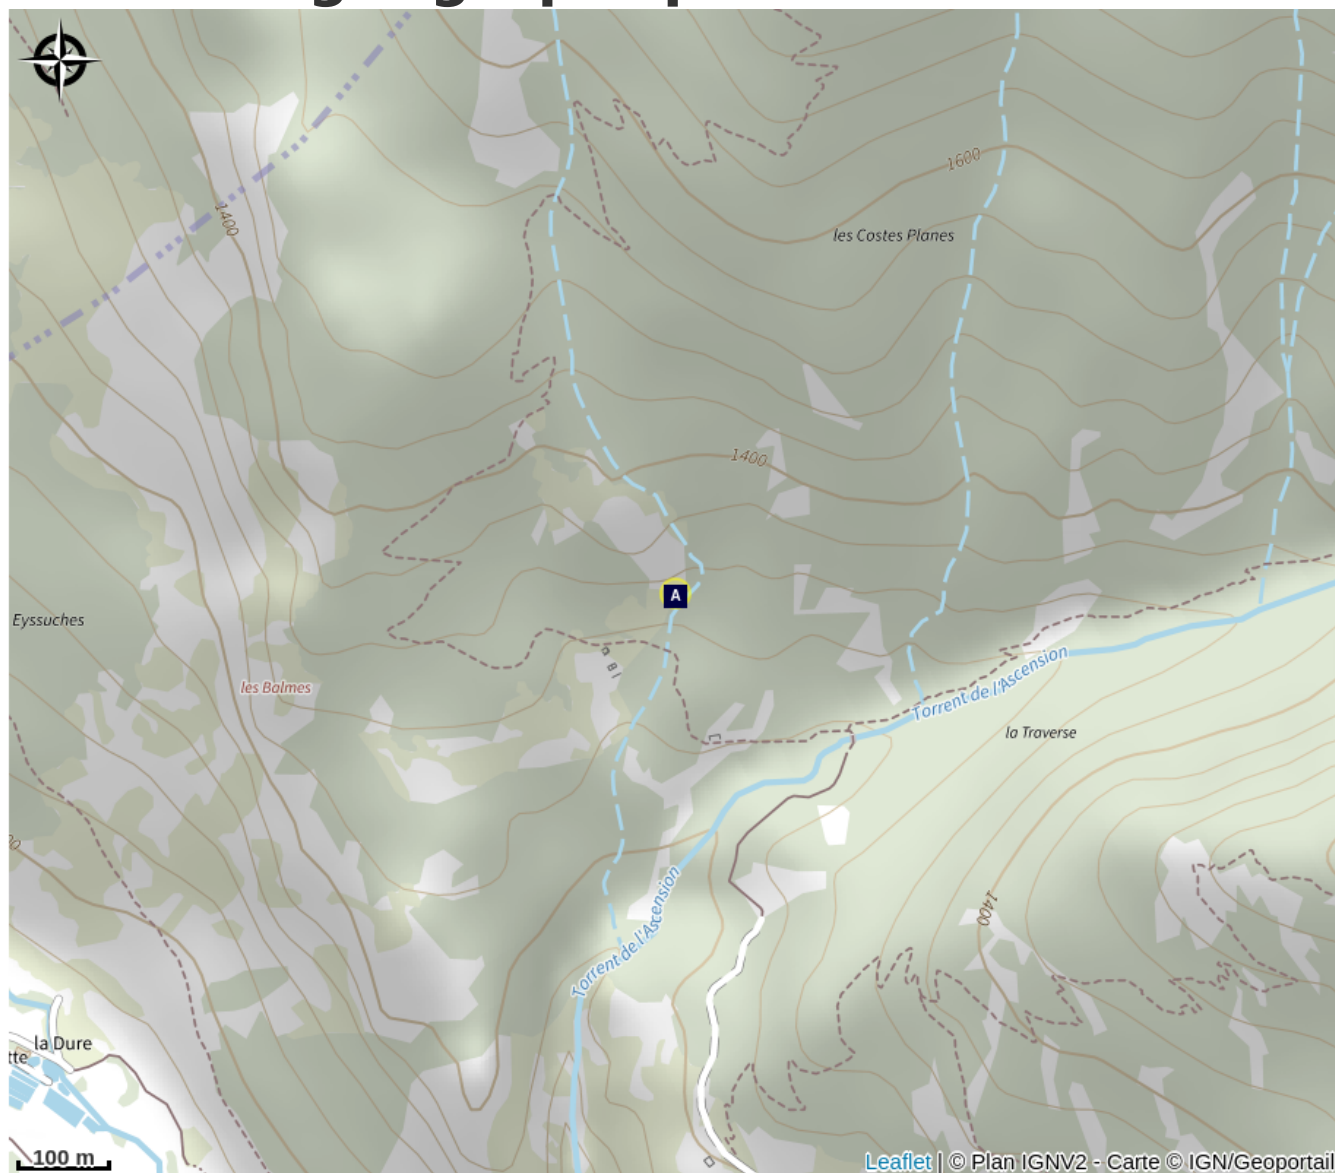 1600
1400
les Costes Planes
1400
A
Eyssuches
les Balmes
Torrent de l'Ascension
la Traverse
1400
Torrent de l'Ascension
la Dure
100 m
Leaflet | © Plan IGNV2 - Carte © IGN/Geoportail